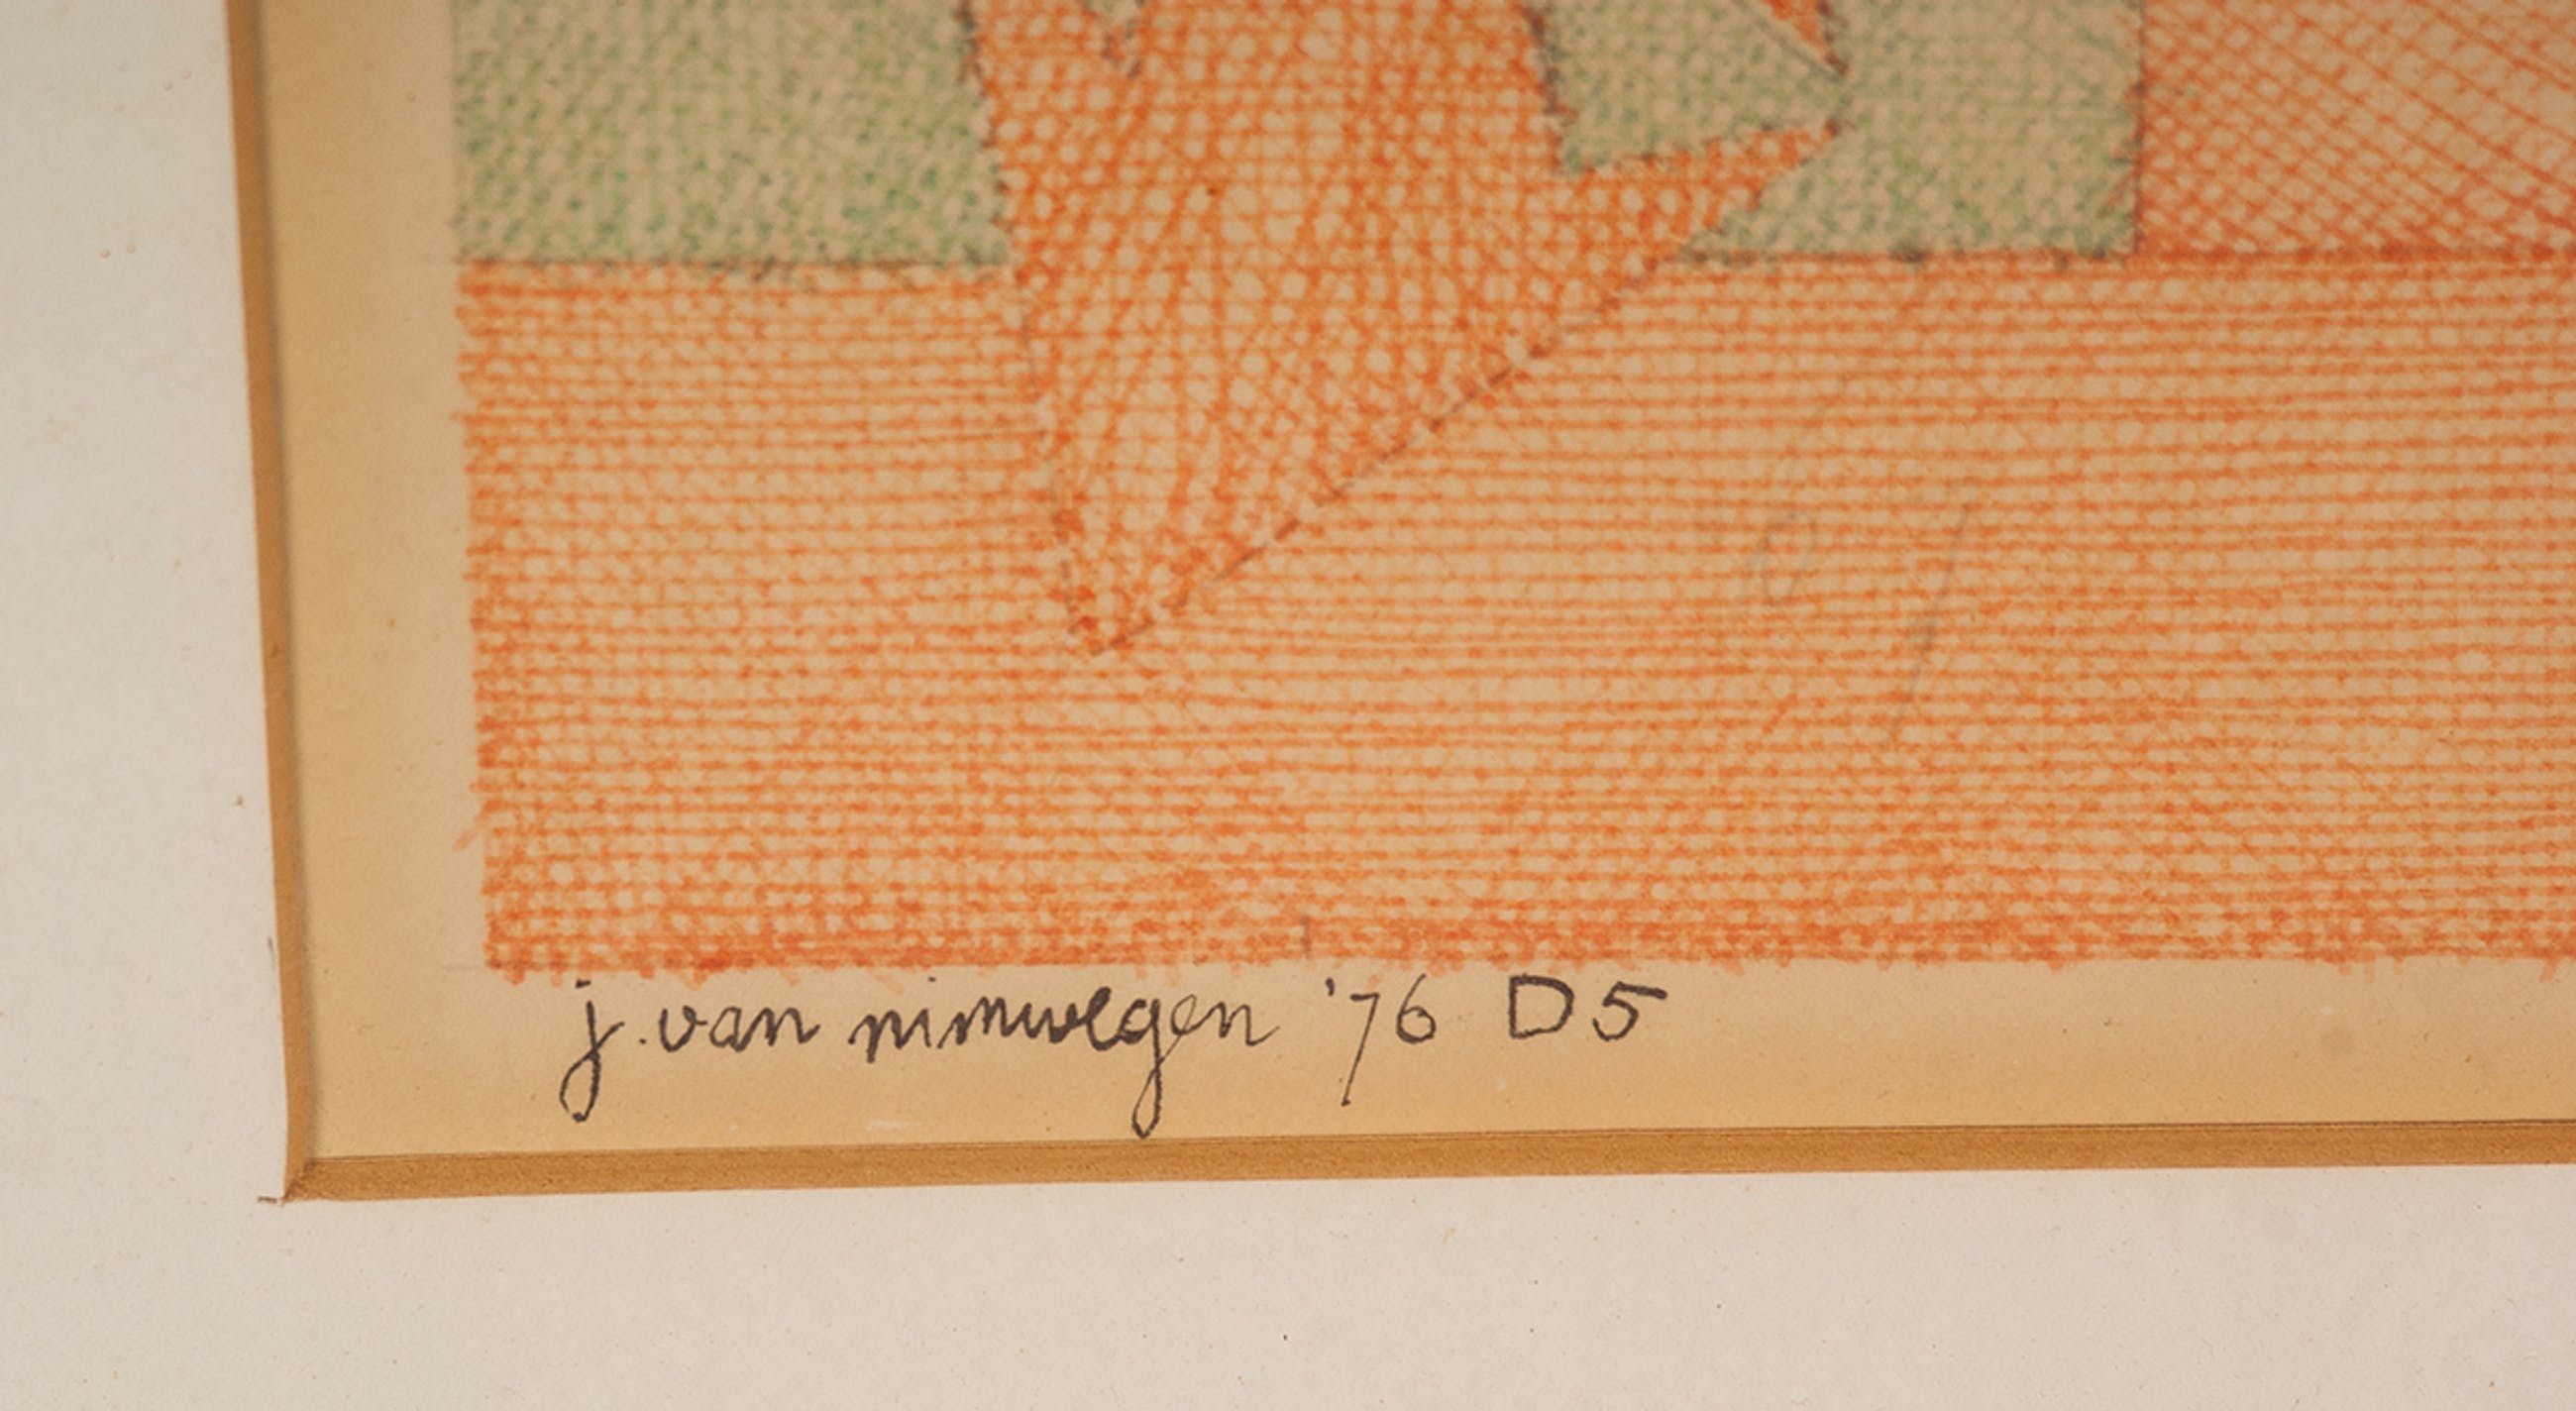 j. van nimwegen '76 D5